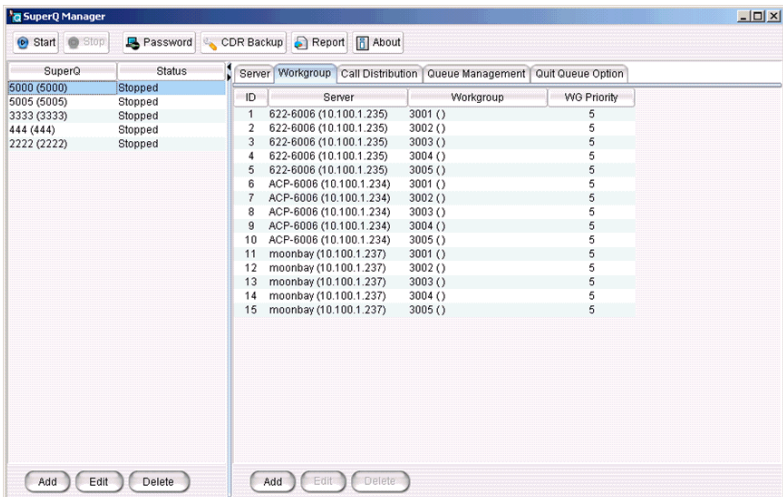 SuperQ Manager
Start Stop Password CDR Backup Report About
SuperQ Status
5000 (5000) Stopped
5005 (5005) Stopped
3333 (3333) Stopped
444 (444) Stopped
2222 (2222) Stopped
Add Edit Delete
Server Workgroup Call Distribution Queue Management Quit Queue Option
ID Server Workgroup WG Priority
1 622-6006 (10.100.1.235) 3001 () 5
2 622-6006 (10.100.1.235) 3002 () 5
3 622-6006 (10.100.1.235) 3003 () 5
4 622-6006 (10.100.1.235) 3004 () 5
5 622-6006 (10.100.1.235) 3005 () 5
6 ACP-6006 (10.100.1.234) 3001 () 5
7 ACP-6006 (10.100.1.234) 3002 () 5
8 ACP-6006 (10.100.1.234) 3003 () 5
9 ACP-6006 (10.100.1.234) 3004 () 5
10 ACP-6006 (10.100.1.234) 3005 () 5
11 moonbay (10.100.1.237) 3001 () 5
12 moonbay (10.100.1.237) 3002 () 5
13 moonbay (10.100.1.237) 3003 () 5
14 moonbay (10.100.1.237) 3004 () 5
15 moonbay (10.100.1.237) 3005 () 5
Add Edit Delete